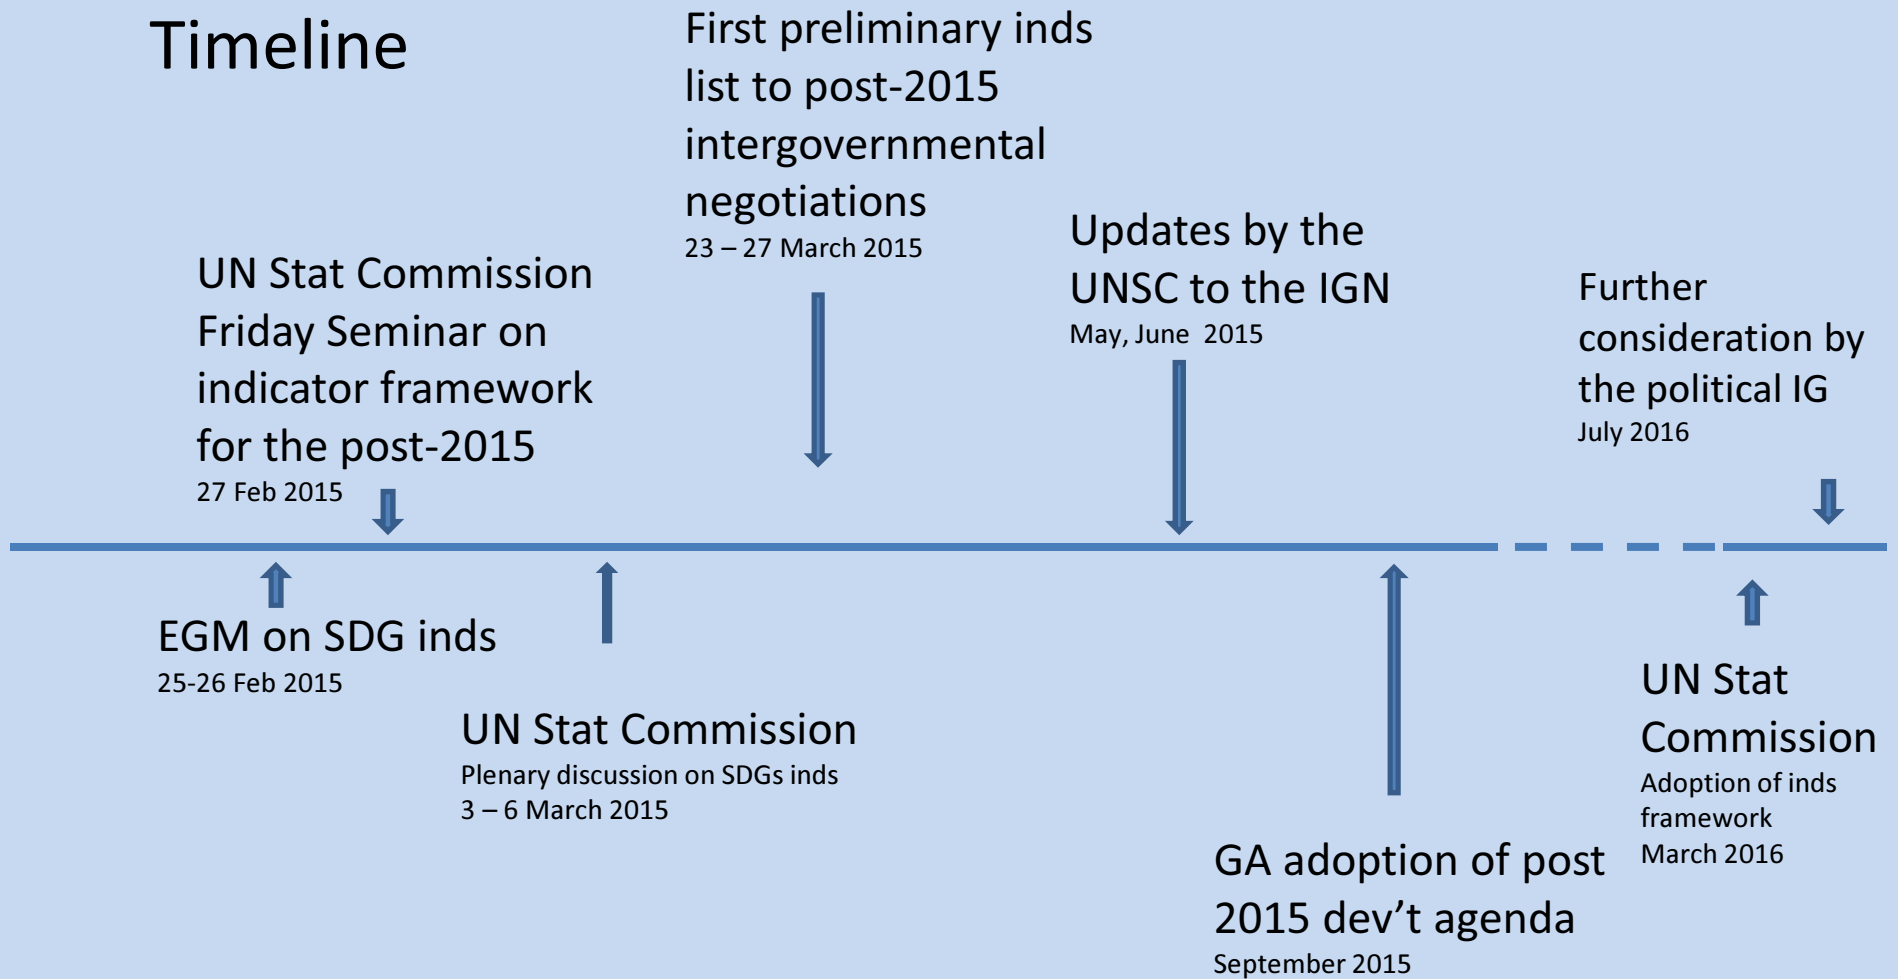 Timeline
First preliminary inds
list to post-2015
intergovernmental
negotiations
23 – 27 March 2015
UN Stat Commission
Friday Seminar on
indicator framework
for the post-2015
27 Feb 2015
Updates by the
UNSC to the IGN
May, June  2015
Further
consideration by
the political IG
July 2016
EGM on SDG inds
25-26 Feb 2015
UN Stat Commission
Plenary discussion on SDGs inds
3 – 6 March 2015
GA adoption of post
2015 dev’t agenda
September 2015
UN Stat
Commission
Adoption of inds
framework
March 2016